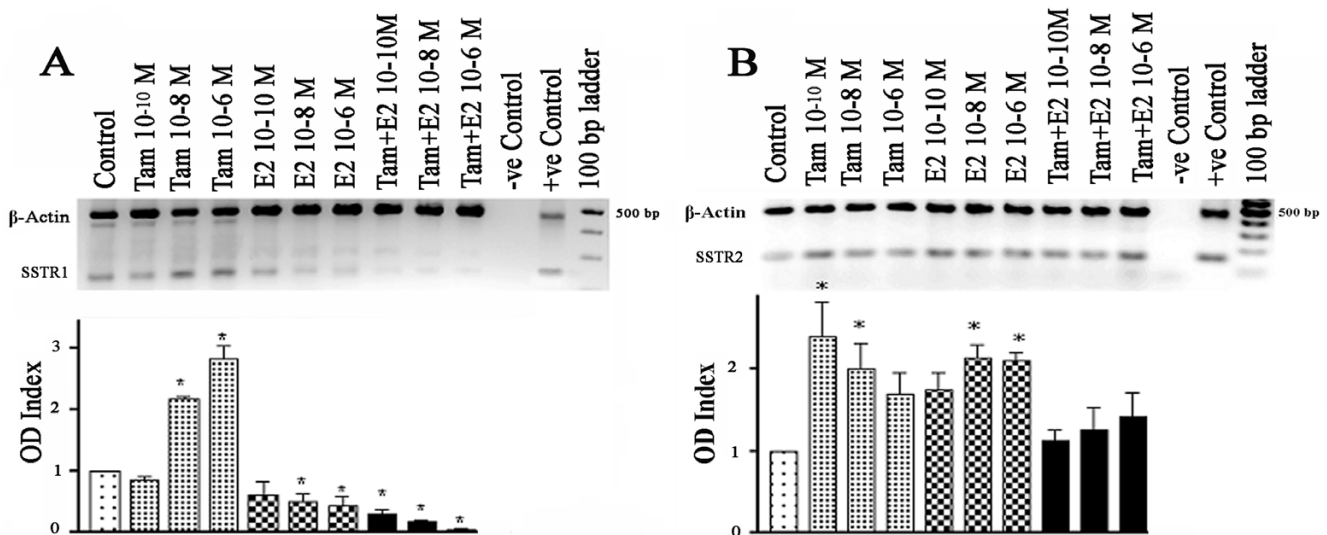 A
Control
Tam 10-10 M
Tam 10-8 M
Tam 10-6 M
E2 10-10 M
E2 10-8 M
E2 10-6 M
Tam+E2 10-10M
Tam+E2 10-8 M
Tam+E2 10-6 M
-ve Control
+ve Control
100 bp ladder
β-Actin
500 bp
SSTR1
OD Index
3
2
1
0
* * * * * * *
B
Control
Tam 10-10 M
Tam 10-8 M
Tam 10-6 M
E2 10-10 M
E2 10-8 M
E2 10-6 M
Tam+E2 10-10M
Tam+E2 10-8 M
Tam+E2 10-6 M
-ve Control
+ve Control
100 bp ladder
β-Actin
500 bp
SSTR2
OD Index
2
1
0
* * * *